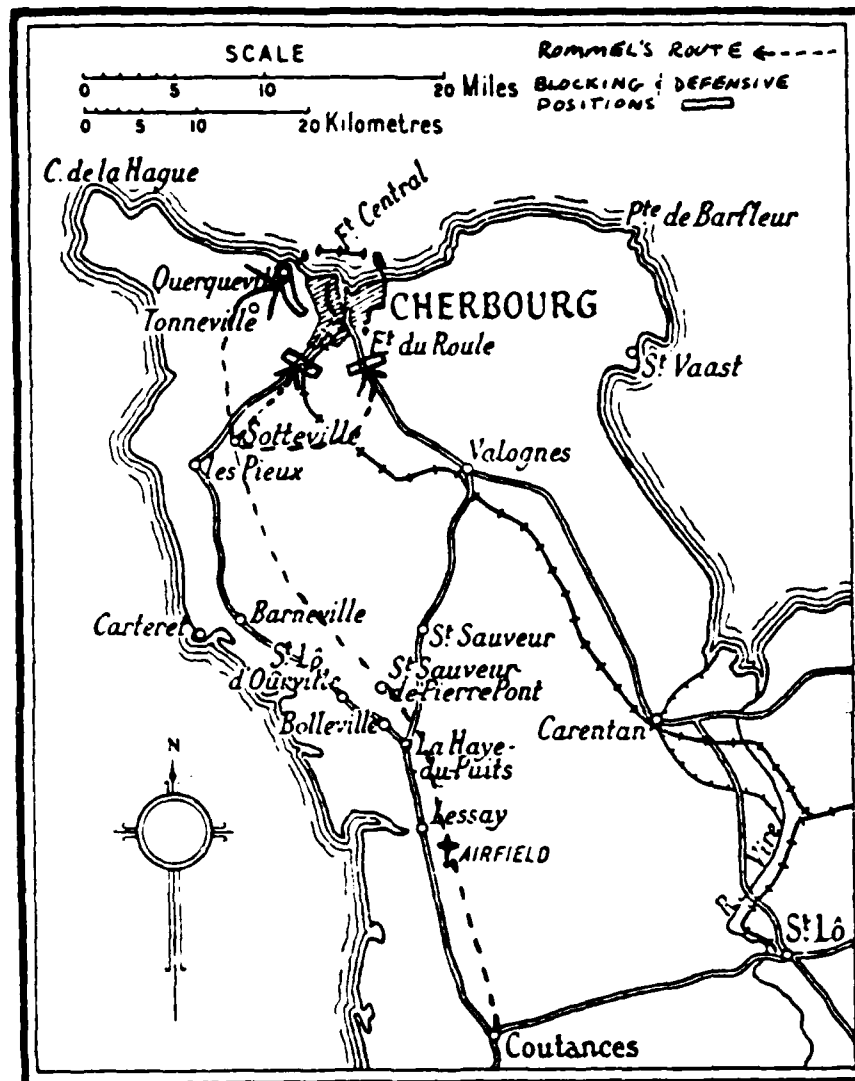 SCALE
0 5 10 20 Miles
0 5 10 20 Kilometres
ROMMEL'S ROUTE
BLOCKING & DEFENSIVE
POSITIONS
C. de la Hague
Ft. Central
Pte de Barfleur
Querquevil
Tonneville
CHERBOURG
Ft du Roule
St Vaast
Sotteville
les Pieux
Valognes
Barneville
Carteret
St Sauveur
St Lô
d'Ourville
St Sauveur
de Pierre Pont
Bolleville
Carentan
La Haye-
du-Puits
N
Lessay
AIRFIELD
Vire
R.
St Lô
Coutances